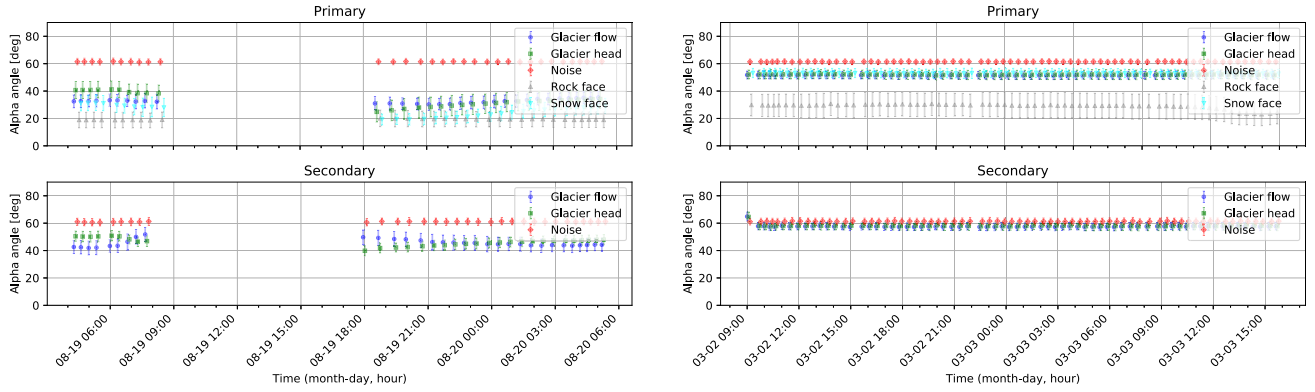 Primary
Alpha angle [deg]
80
60
40
20
0
Glacier flow
Glacier head
Noise
Rock face
Snow face
Secondary
Alpha angle [deg]
80
60
40
20
0
Glacier flow
Glacier head
Noise
08-19 06:00
08-19 09:00
08-19 12:00
08-19 15:00
08-19 18:00
08-19 21:00
08-20 00:00
08-20 03:00
08-20 06:00
Time (month-day, hour)
Primary
Alpha angle [deg]
80
60
40
20
0
Glacier flow
Glacier head
Noise
Rock face
Snow face
Secondary
Alpha angle [deg]
80
60
40
20
0
Glacier flow
Glacier head
Noise
03-02 09:00
03-02 12:00
03-02 15:00
03-02 18:00
03-02 21:00
03-03 00:00
03-03 03:00
03-03 06:00
03-03 09:00
03-03 12:00
03-03 15:00
Time (month-day, hour)